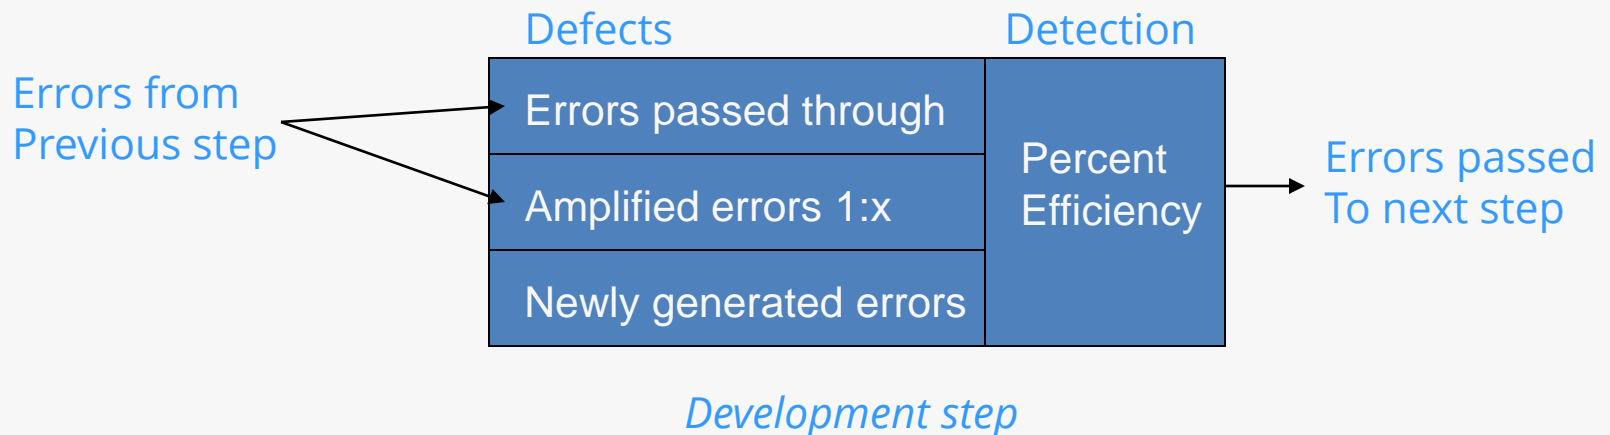 Defects
Detection
Errors from
Previous step
Errors passed through
Amplified errors 1:x
Newly generated errors
Percent
Efficiency
Errors passed
To next step
Development step